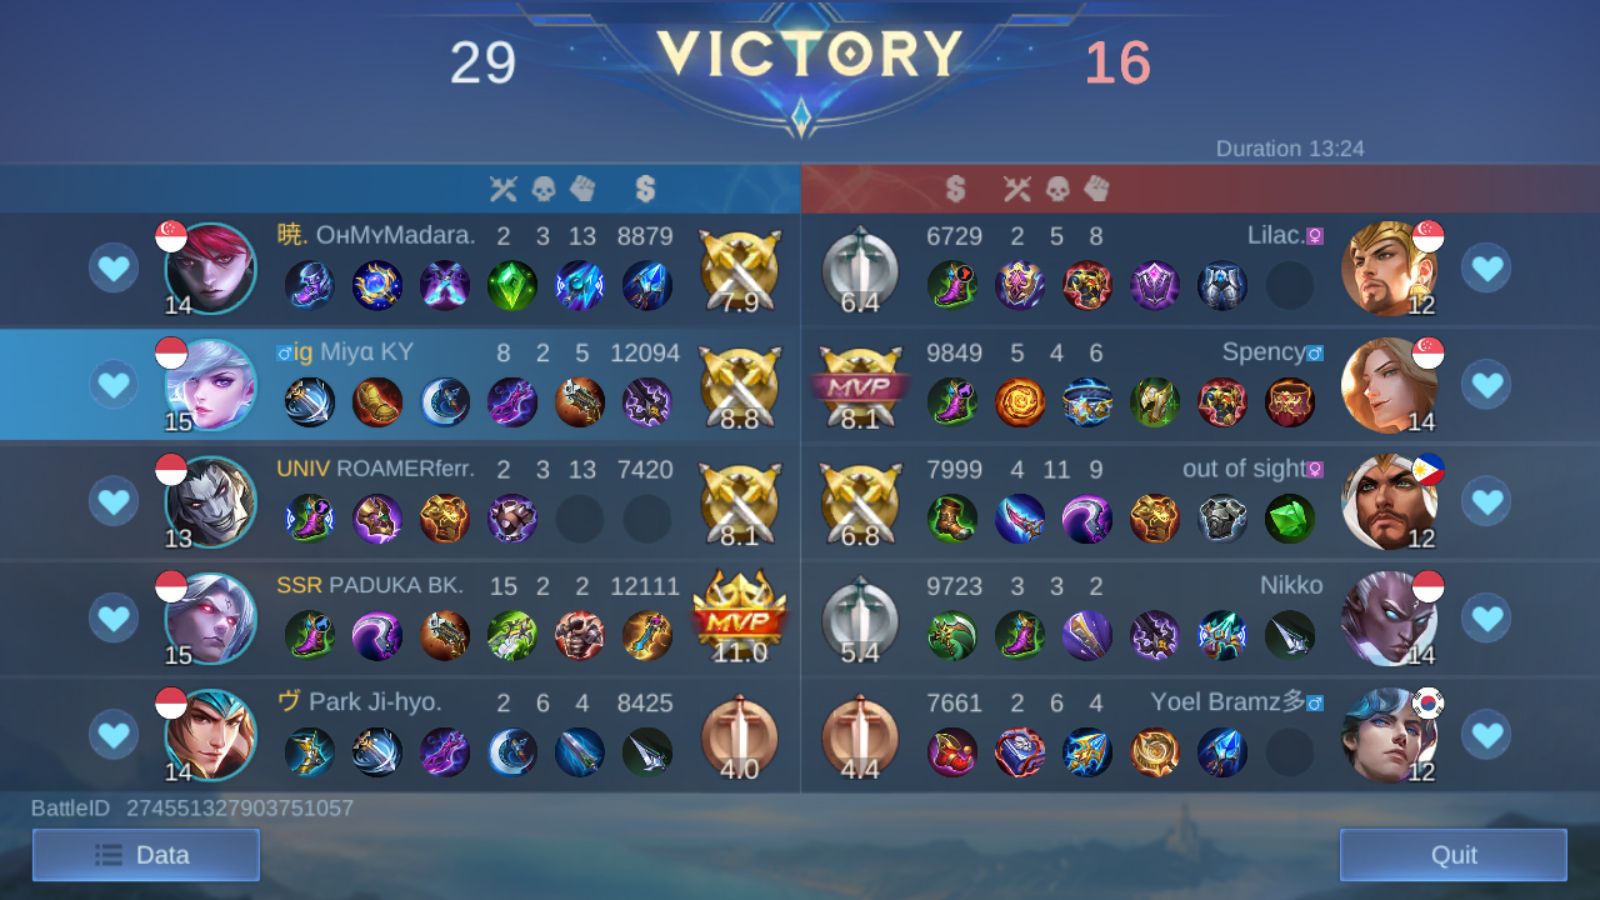 29 VICTORY 16
Duration 13:24
暁. OʜMʏMadara. 2 3 13 8879
14 7.9
ig Miyɑ KY 8 2 5 12094
15 8.8
UNIV ROAMERferr. 2 3 13 7420
13 8.1
SSR PADUKA BK. 15 2 2 12111
MVP
15 11.0
ヴ Park Ji-hyo. 2 6 4 8425
14 4.0
6729 2 5 8 Lilac.
6.4 12
9849 5 4 6 Spency
MVP
8.1 14
7999 4 11 9 out of sight
6.8 12
9723 3 3 2 Nikko
5.4 14
7661 2 6 4 Yoel Bramz多
4.4 12
BattleID 274551327903751057
Data
Quit